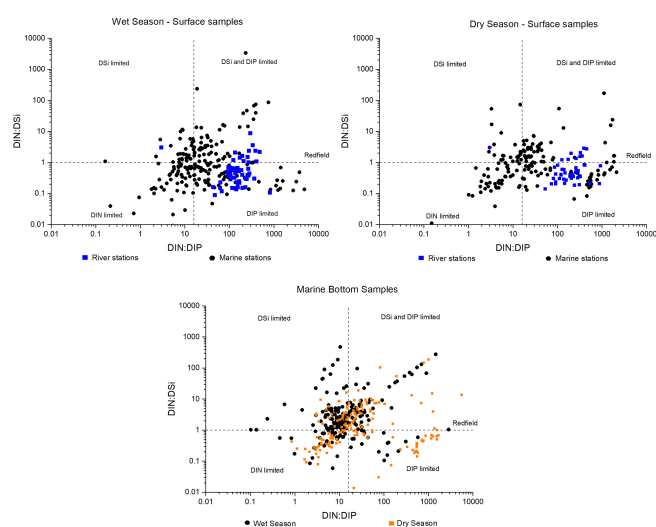 Wet Season - Surface samples
10000
1000
100
10
1
0.1
0.01
DIN:DSi
DSi limited
DSi and DIP limited
Redfield
DIN limited
DIP limited
0.01 0.1 1 10 100 1000 10000
DIN:DIP
River stations Marine stations
Dry Season - Surface samples
10000
1000
100
10
1
0.1
0.01
DIN:DSi
DSi limited
DSi and DIP limited
Redfield
DIN limited
DIP limited
0.01 0.1 1 10 100 1000 10000
DIN:DIP
River stations Marine stations
Marine Bottom Samples
10000
1000
100
10
1
0.1
0.01
DIN:DSi
DSi limited
DSi and DIP limited
Redfield
DIN limited
DIP limited
0.01 0.1 1 10 100 1000 10000
DIN:DIP
Wet Season Dry Season